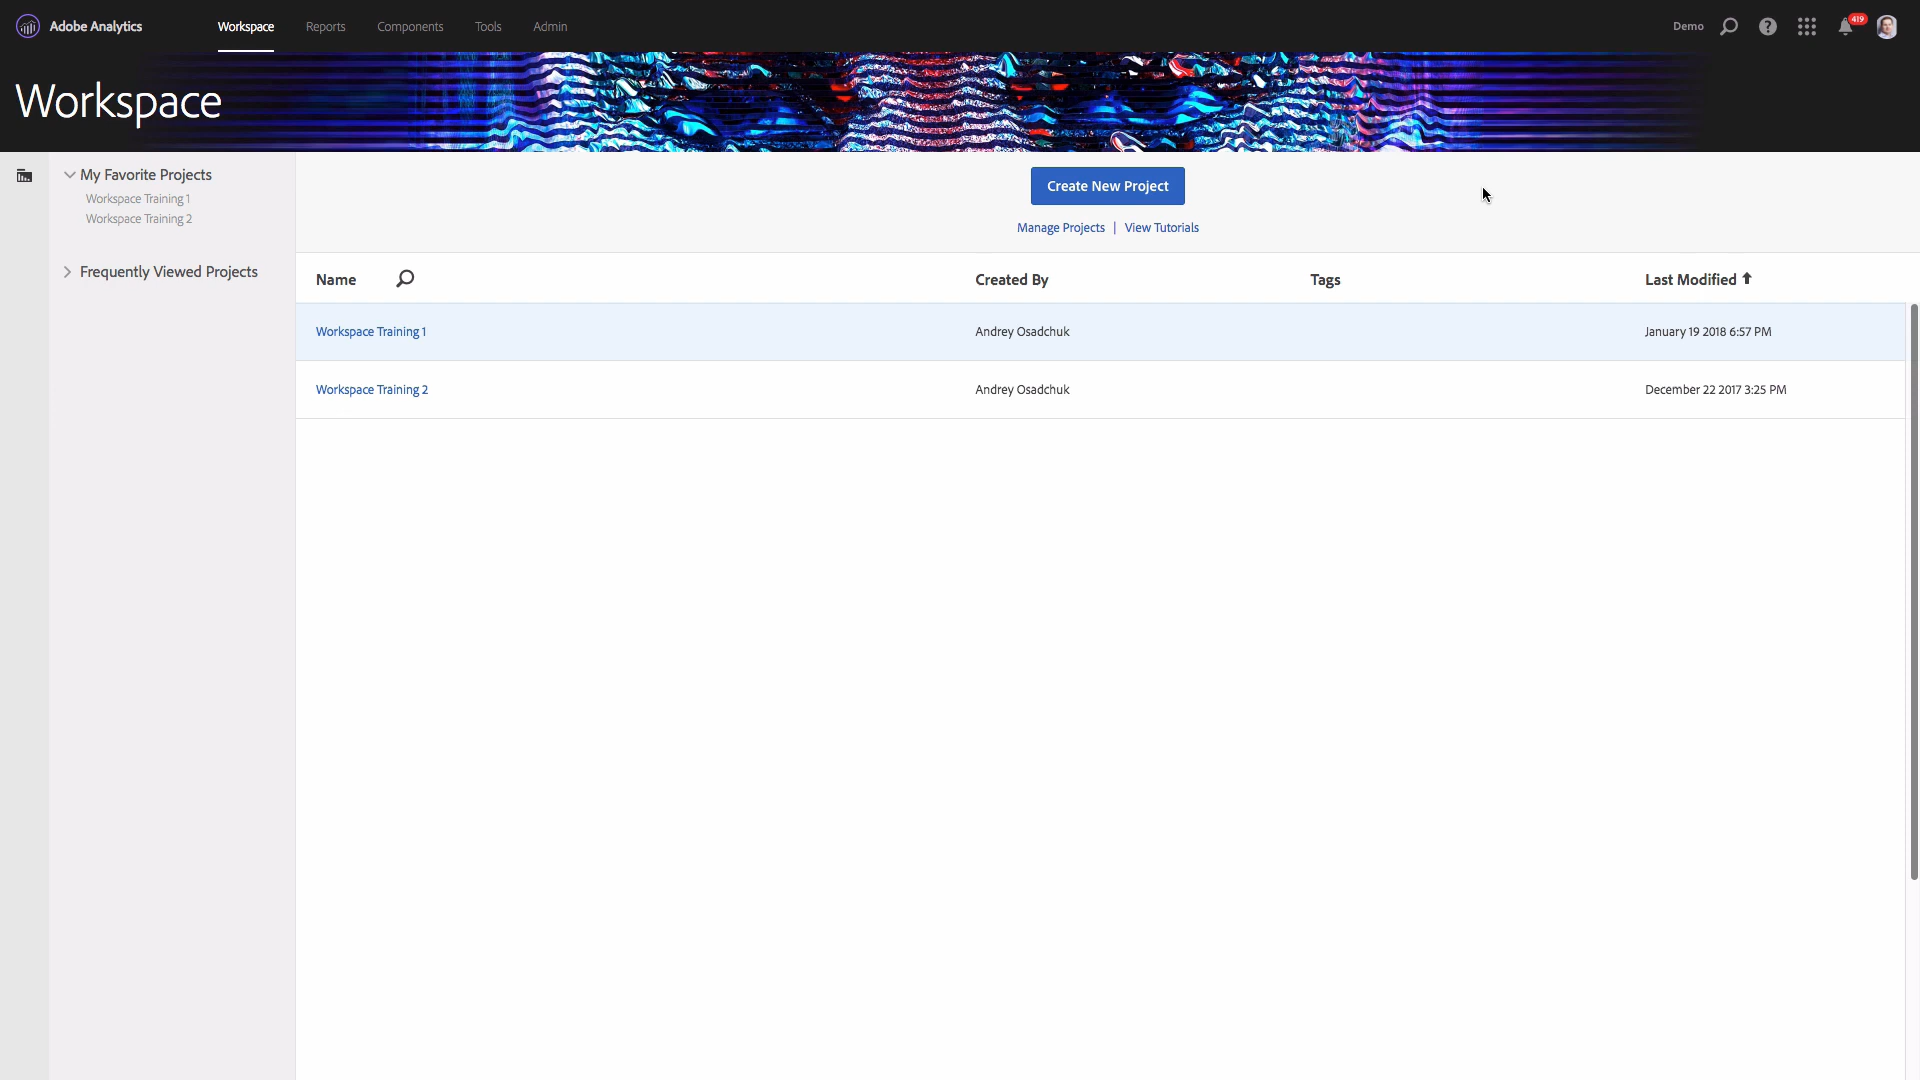 Adobe Analytics Workspace Reports Components Tools Admin Demo 419
Workspace
My Favorite Projects
Workspace Training 1
Workspace Training 2
Frequently Viewed Projects
Create New Project
Manage Projects | View Tutorials
Name Created By Tags Last Modified
Workspace Training 1 Andrey Osadchuk January 19 2018 6:57 PM
Workspace Training 2 Andrey Osadchuk December 22 2017 3:25 PM